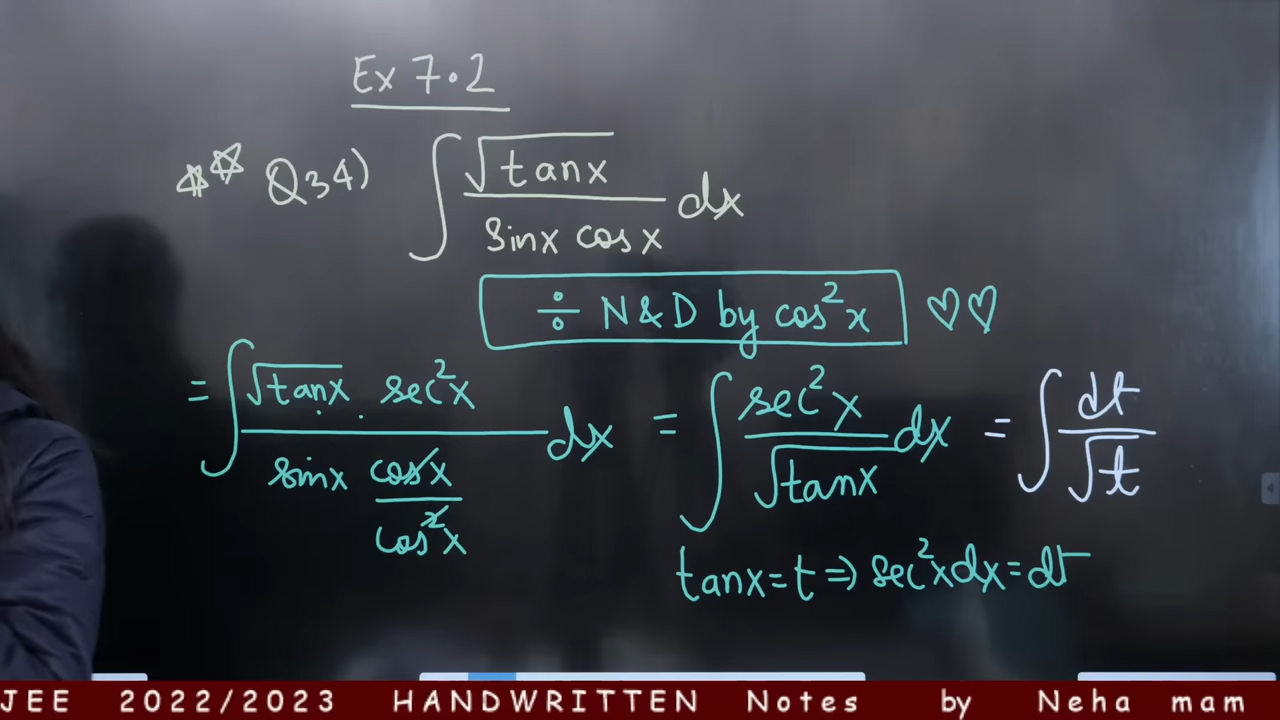 Ex 7.2
Q34) ∫ √tanx / sinx cosx dx
÷ N & D by cos²x ♡♡
= ∫ √tanx sec²x / (sinx cosx / cos²x) dx = ∫ sec²x / √tanx dx = ∫ dt / √t
tanx = t ⇒ sec²x dx = dt
JEE 2022/2023 HANDWRITTEN Notes by Neha mam